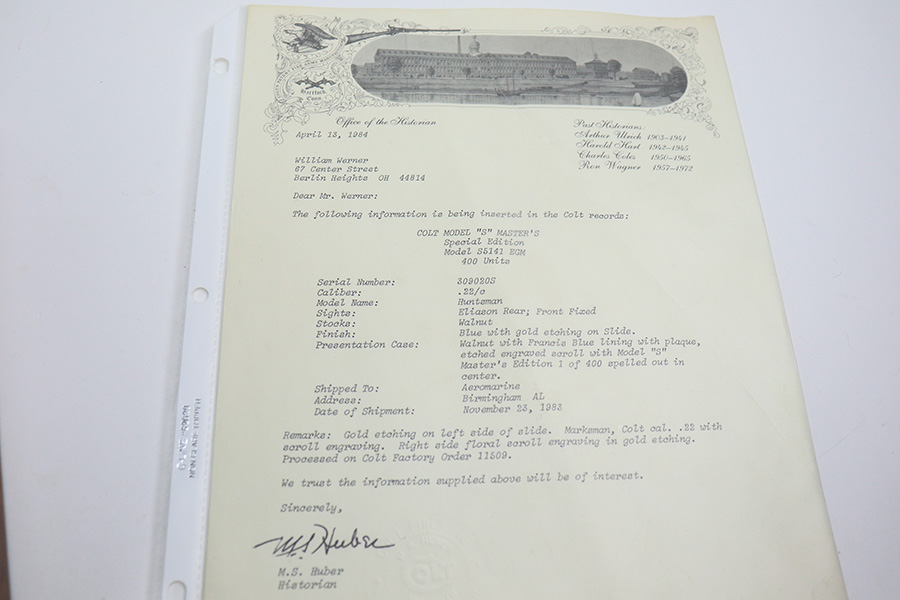 Hartford
Conn
Office of the Historian
April 13, 1984
Past Historians
Arthur Ulrich 1903-1941
Harold Hart 1942-1945
Charles Coles 1950-1965
Ron Wagner 1957-1972
William Werner
67 Center Street
Berlin Heights OH 44814
Dear Mr. Werner:
The following information is being inserted in the Colt records:
COLT MODEL "S" MASTER'S
Special Edition
Model S5141 EGM
400 Units
Serial Number: 309020S
Caliber: .22/c
Model Name: Huntsman
Sights: Eliason Rear; Front Fixed
Stocks: Walnut
Finish: Blue with gold etching on Slide.
Presentation Case: Walnut with Francis Blue lining with plaque,
etched engraved scroll with Model "S"
Master's Edition 1 of 400 spelled out in
center.
Shipped To: Aeromarine
Address: Birmingham AL
Date of Shipment: November 23, 1983
Remarks: Gold etching on left side of slide. Marksman, Colt cal. .22 with
scroll engraving. Right side floral scroll engraving in gold etching.
Processed on Colt Factory Order 11509.
We trust the information supplied above will be of interest.
Sincerely,
M.S. Huber
M.S. Huber
Historian